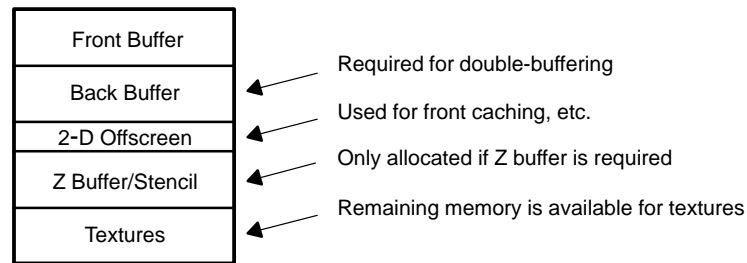 Front Buffer
Required for double-buffering
Back Buffer
Used for front caching, etc.
2-D Offscreen
Only allocated if Z buffer is required
Z Buffer/Stencil
Remaining memory is available for textures
Textures